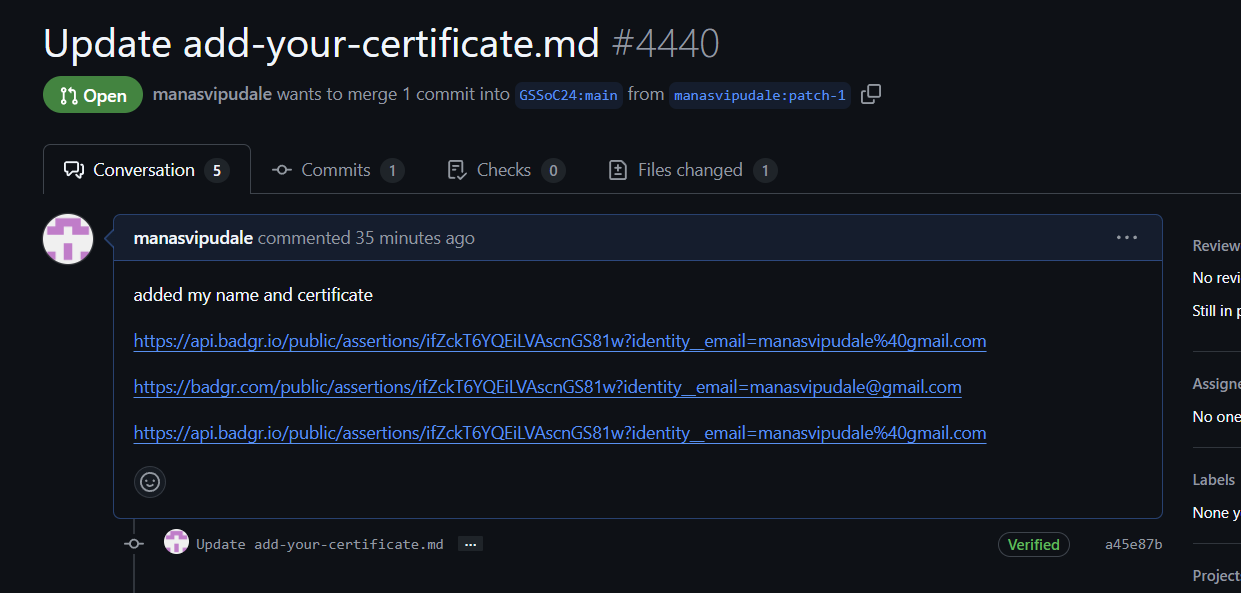 Update add-your-certificate.md #4440
Open manasvipudale wants to merge 1 commit into GSSoC24:main from manasvipudale:patch-1
Conversation 5 Commits 1 Checks 0 Files changed 1
manasvipudale commented 35 minutes ago
added my name and certificate
https://api.badgr.io/public/assertions/ifZckT6YQEiLVAscnGS81w?identity__email=manasvipudale%40gmail.com
https://badgr.com/public/assertions/ifZckT6YQEiLVAscnGS81w?identity__email=manasvipudale@gmail.com
https://api.badgr.io/public/assertions/ifZckT6YQEiLVAscnGS81w?identity__email=manasvipudale%40gmail.com
Update add-your-certificate.md ...
Verified a45e87b
Review
No revi
Still in p
Assigne
No one
Labels
None y
Project